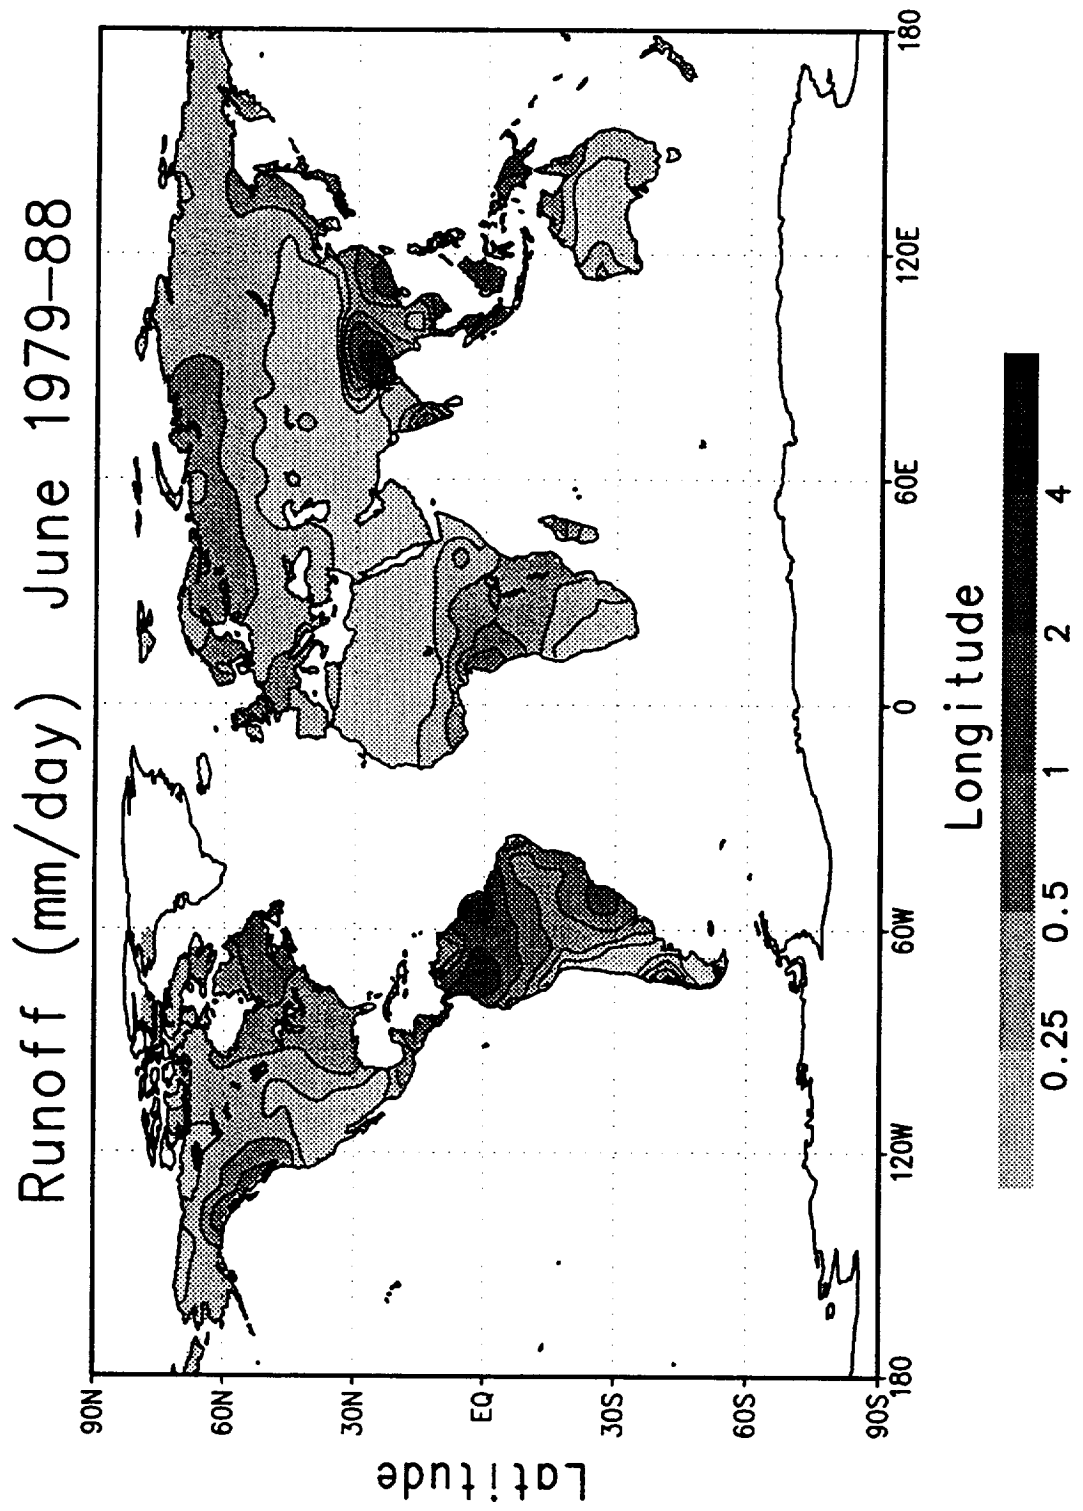 Runoff (mm/day) June 1979-88
90N
60N
30N
EQ
30S
60S
90S
Latitude
180 120W 60W 0 60E 120E 180
Longitude
0.25 0.5 1 2 4